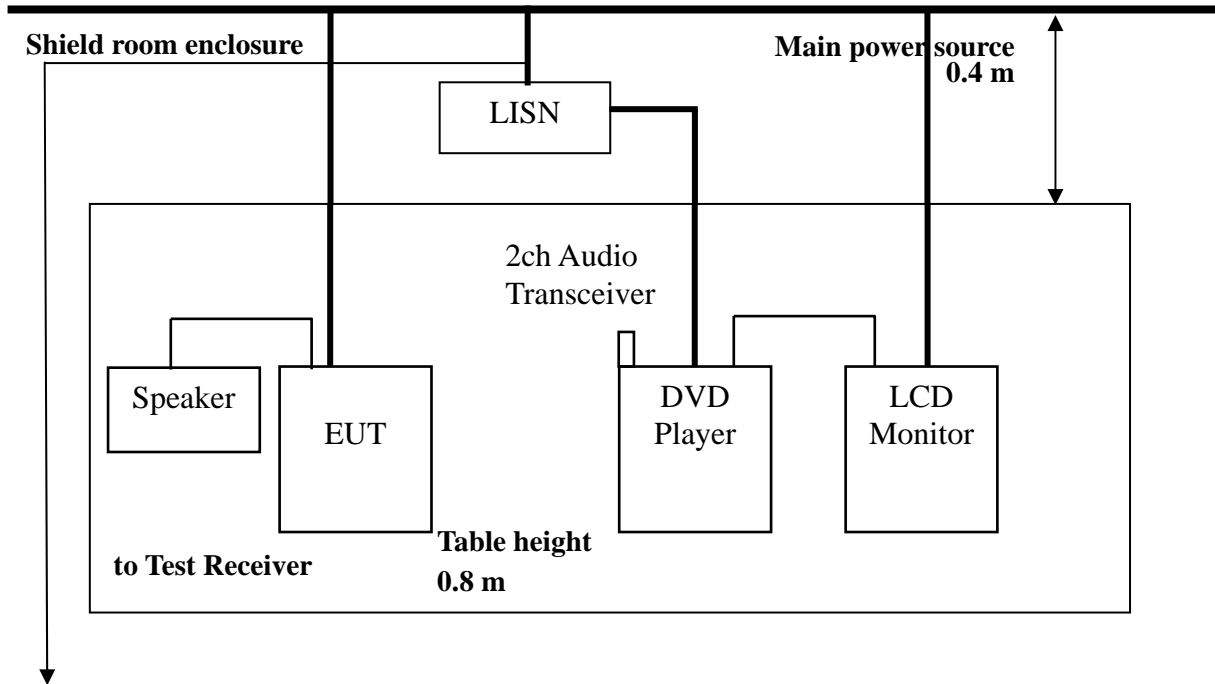 Shield room enclosure
Main power source
0.4 m
LISN
2ch Audio
Transceiver
Speaker
EUT
DVD
Player
LCD
Monitor
Table height
0.8 m
to Test Receiver